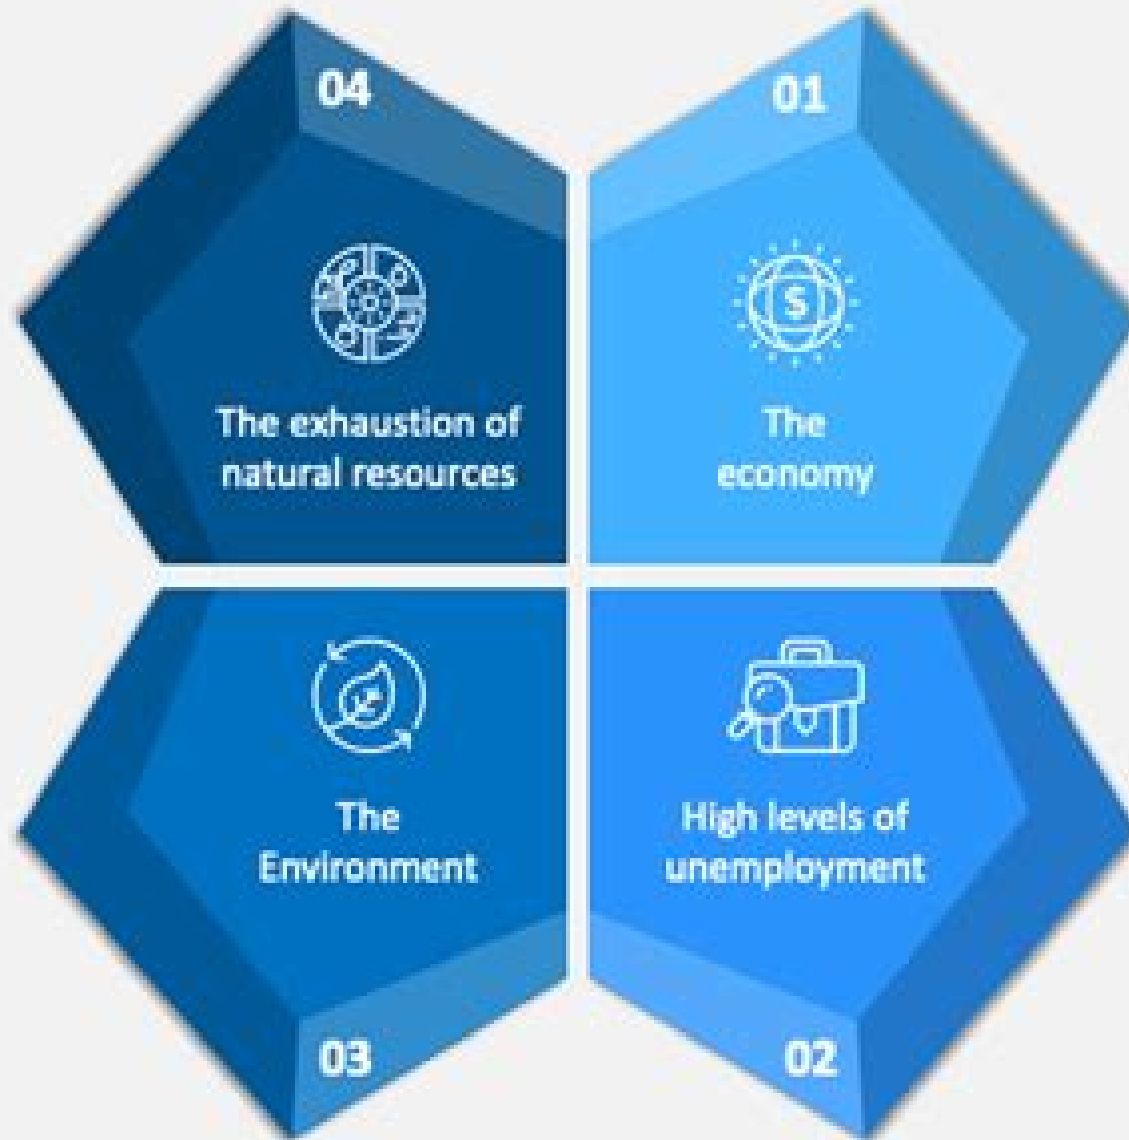 04
The exhaustion of
natural resources
01
$
The
economy
03
The
Environment
02
High levels of
unemployment